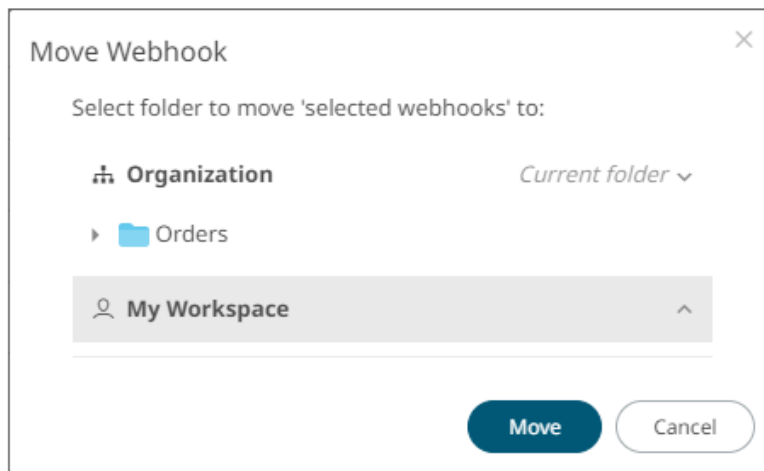 Move Webhook
Select folder to move 'selected webhooks' to:
Organization Current folder
Orders
My Workspace
Move Cancel